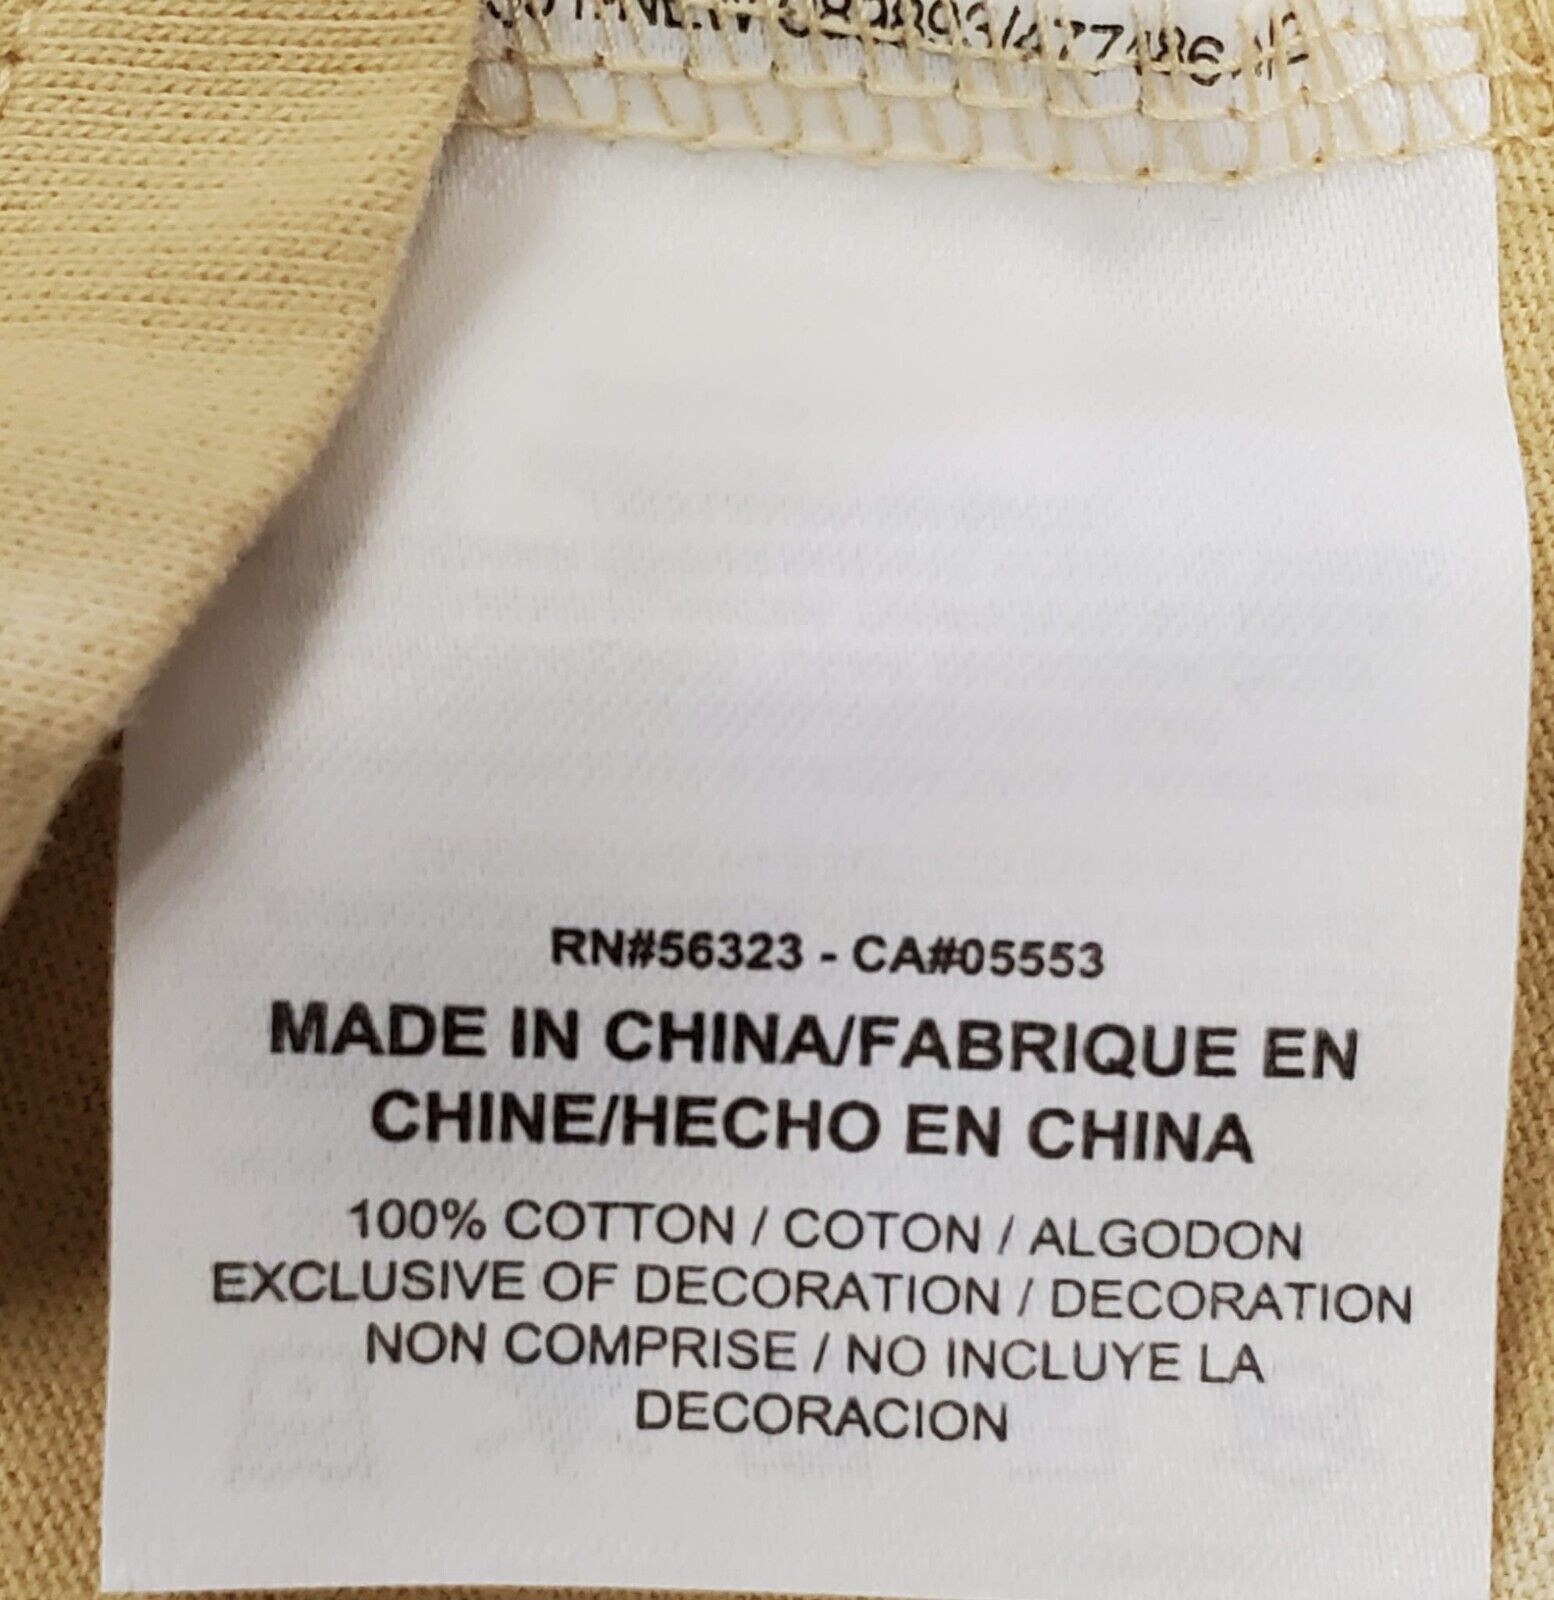 RN#56323 - CA#05553
MADE IN CHINA/FABRIQUE EN
CHINE/HECHO EN CHINA
100% COTTON / COTON / ALGODON
EXCLUSIVE OF DECORATION / DECORATION
NON COMPRISE / NO INCLUYE LA
DECORACION